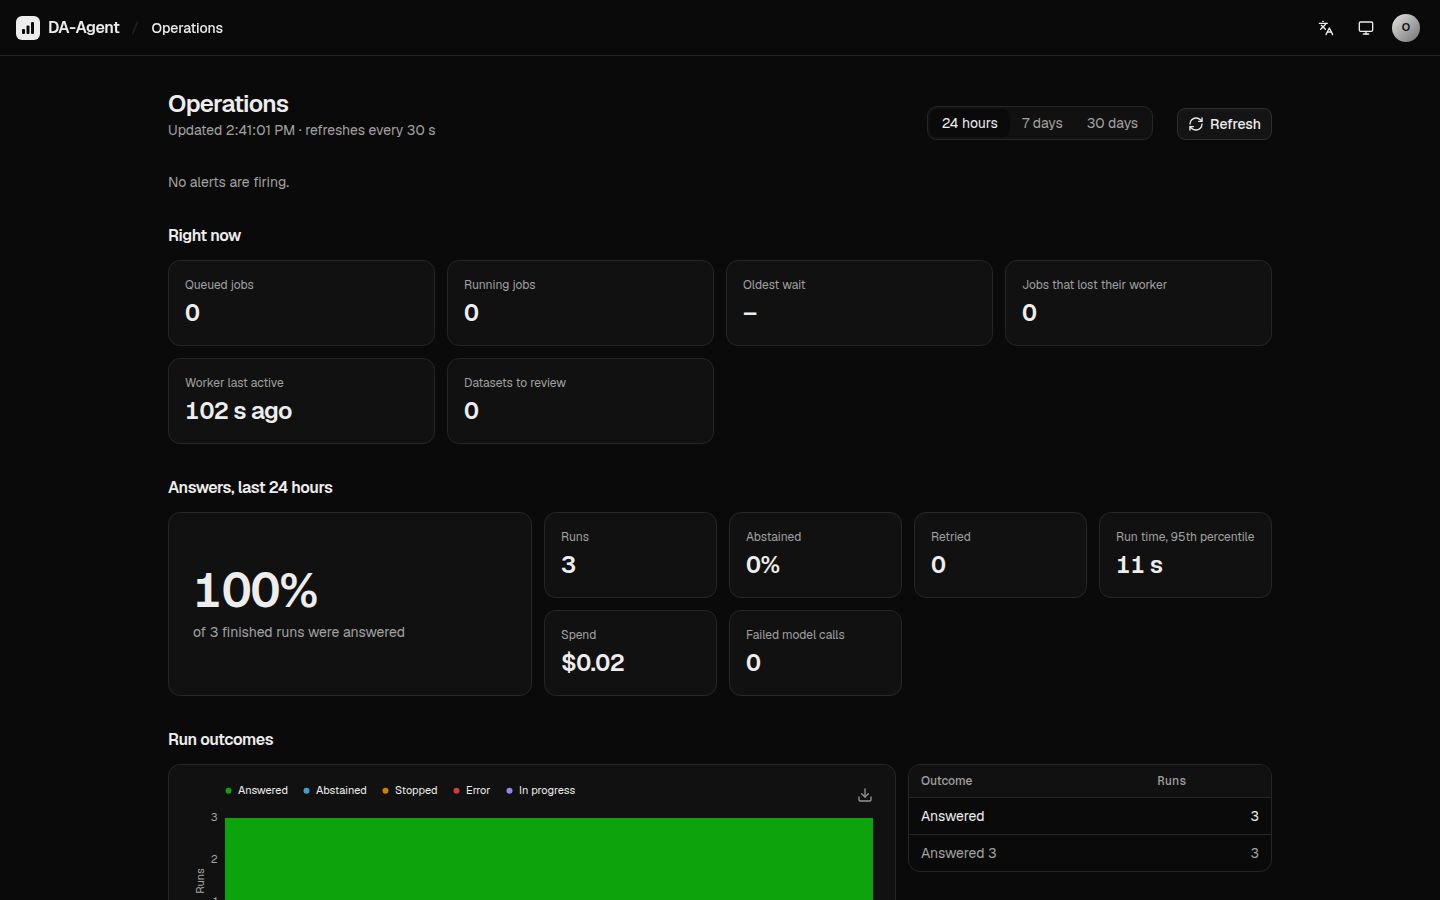 DA-Agent / Operations
O
Operations
Updated 2:41:01 PM · refreshes every 30 s
24 hours 7 days 30 days Refresh
No alerts are firing.
Right now
Queued jobs
0
Running jobs
0
Oldest wait
–
Jobs that lost their worker
0
Worker last active
102 s ago
Datasets to review
0
Answers, last 24 hours
100%
of 3 finished runs were answered
Runs
3
Abstained
0%
Retried
0
Run time, 95th percentile
11 s
Spend
$0.02
Failed model calls
0
Run outcomes
Answered Abstained Stopped Error In progress
3
2
Runs
Outcome Runs
Answered 3
Answered 3 3